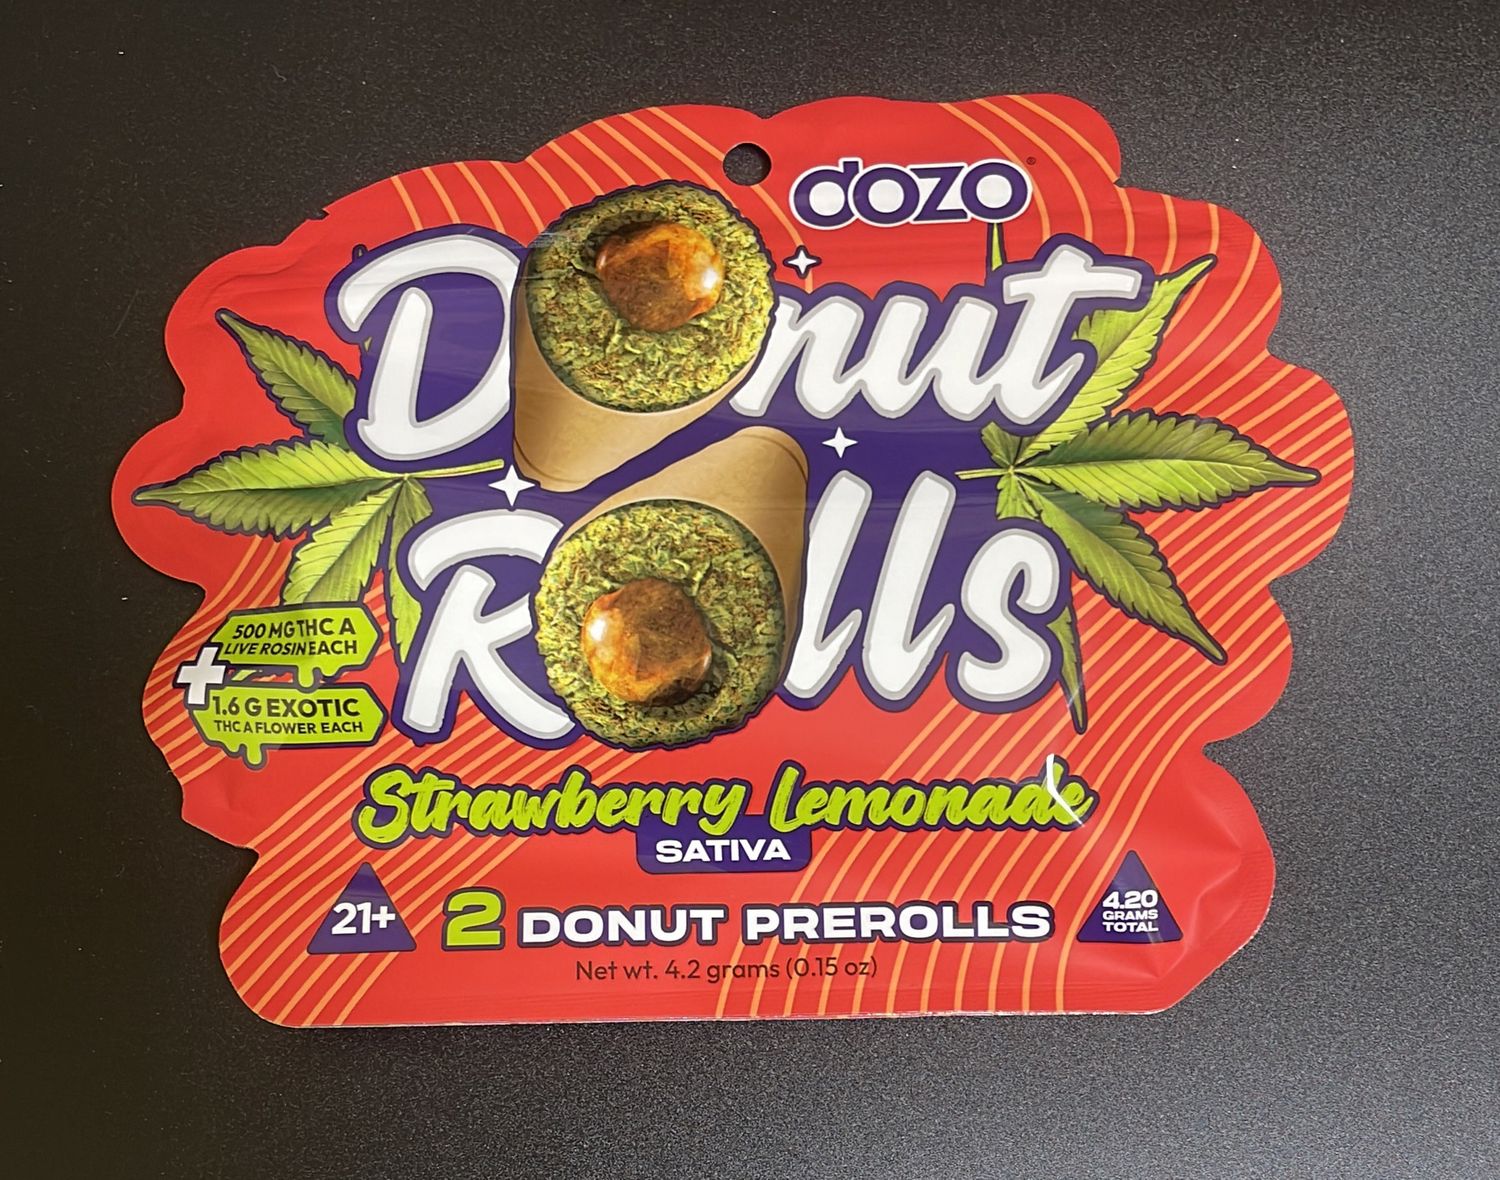 dozo®
Donut
Rolls
500 MG THC A
LIVE ROSIN EACH
+
1.6 G EXOTIC
THC A FLOWER EACH
Strawberry Lemonade
SATIVA
21+
2 DONUT PREROLLS
4.20
GRAMS
TOTAL
Net wt. 4.2 grams (0.15 oz)